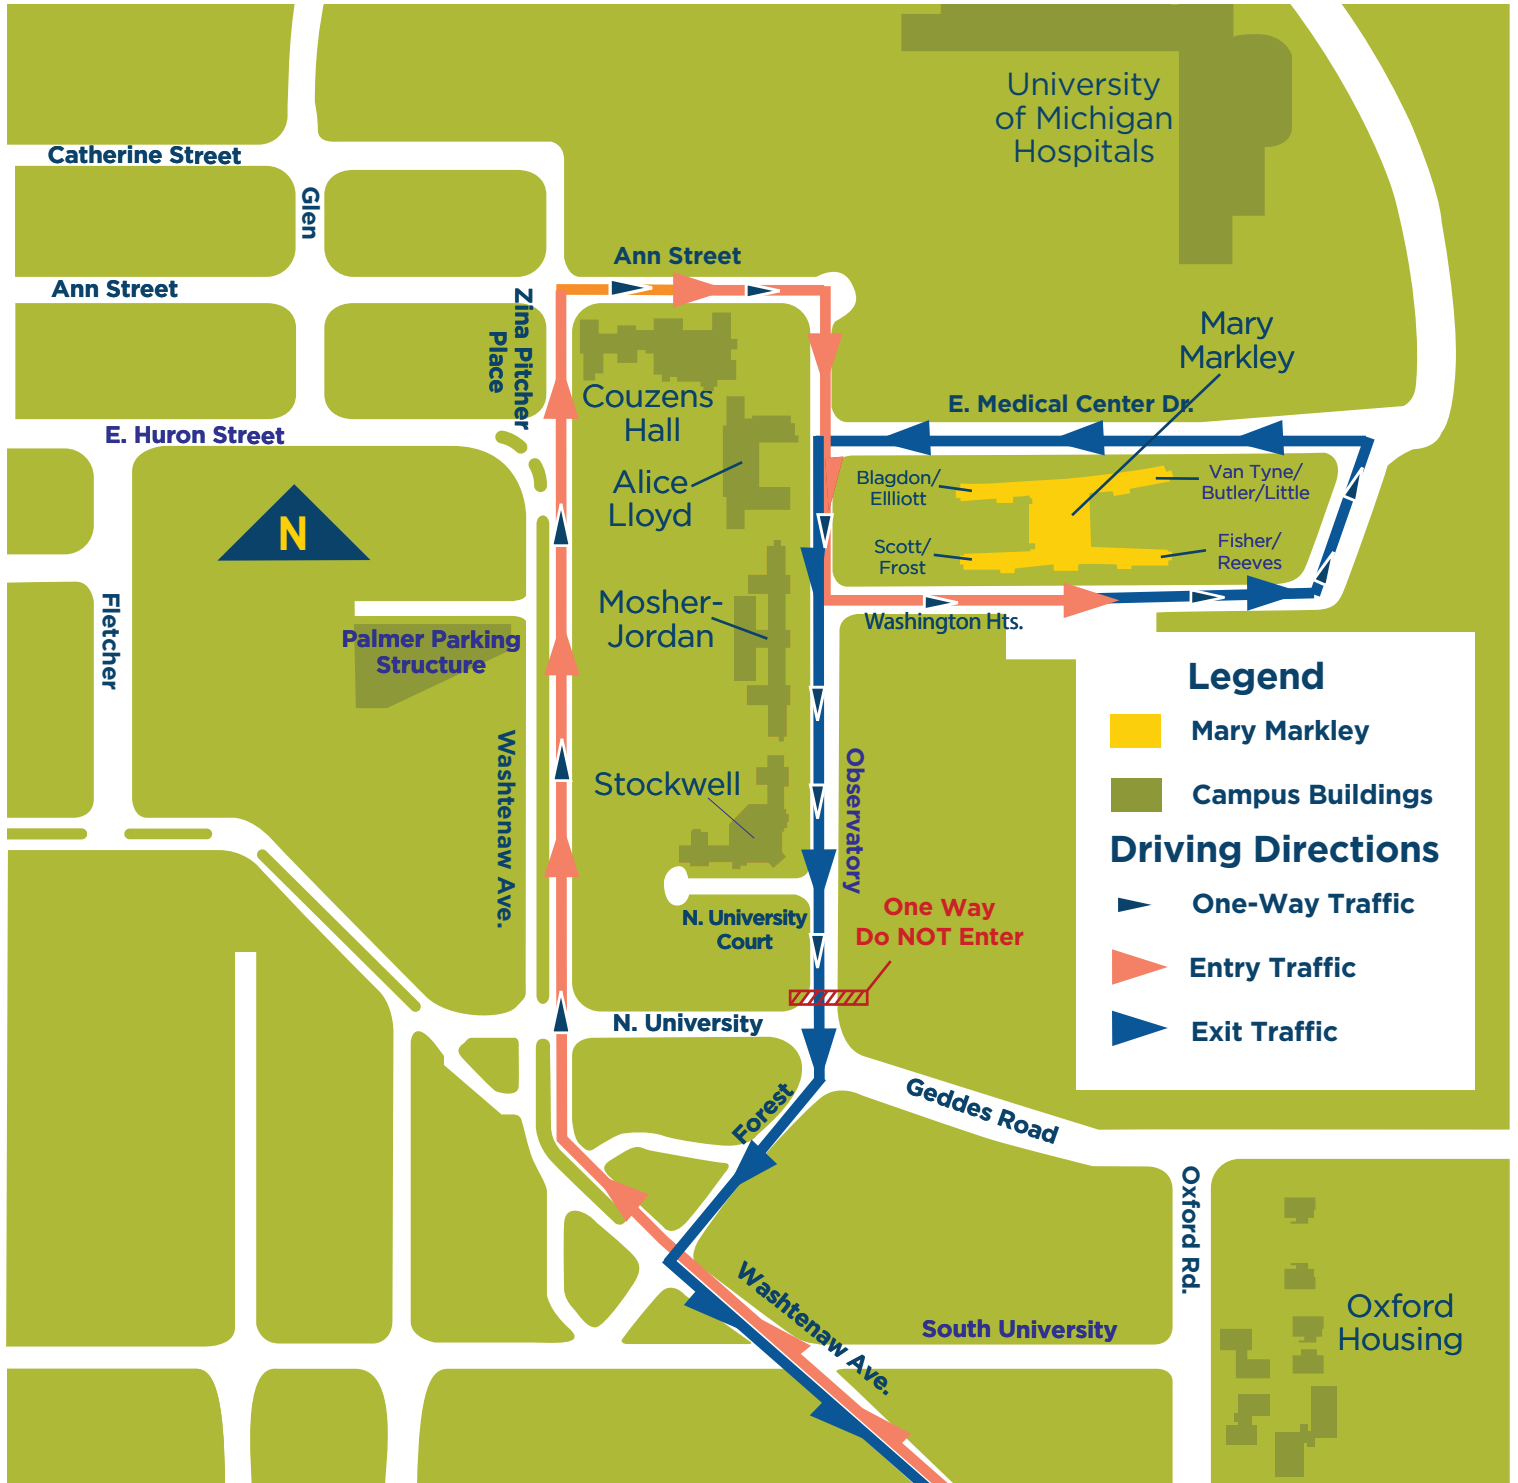 University
of Michigan
Hospitals
Catherine Street
Glen
Ann Street
Ann Street
Zina Pitcher
Place
Mary
Markley
E. Medical Center Dr.
Couzens
Hall
E. Huron Street
Alice
Lloyd
Blagdon/
Ellliott
Van Tyne/
Butler/Little
N
Scott/
Frost
Fisher/
Reeves
Fletcher
Mosher-
Jordan
Washington Hts.
Palmer Parking
Structure
Legend
Mary Markley
Campus Buildings
Driving Directions
One-Way Traffic
Entry Traffic
Exit Traffic
Washtenaw Ave.
Stockwell
Observatory
N. University
Court
One Way
Do NOT Enter
N. University
Forest
Geddes Road
Oxford Rd.
Washtenaw Ave.
South University
Oxford
Housing